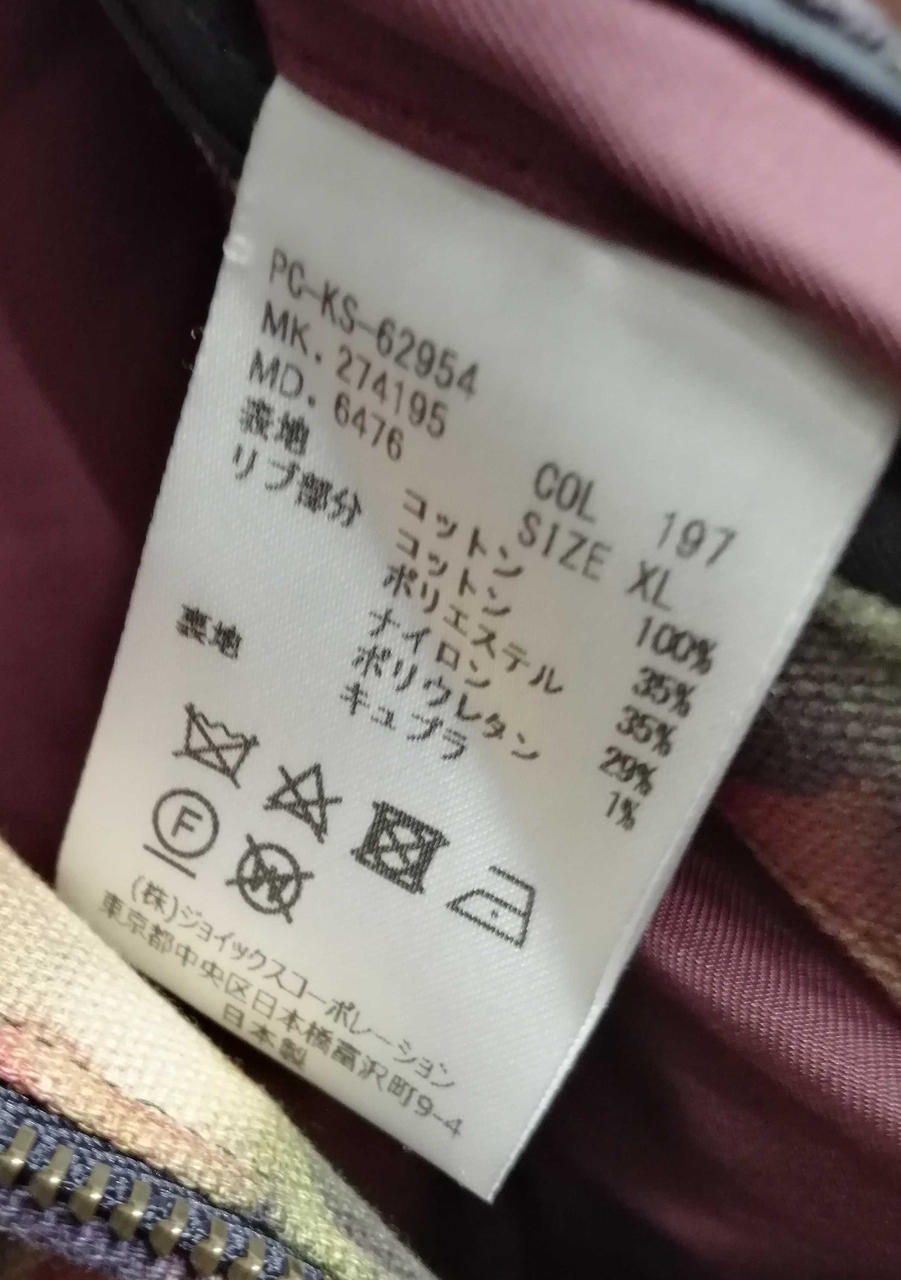 PC-KS-62954
MK. 274195 COL 197
MD. 6476 SIZE XL
表地 コットン 100%
リブ部分 コットン 35%
ポリエステル 35%
ナイロン 29%
ポリウレタン 1%
裏地 キュプラ
F
W
(株)ジョイックスコーポレーション
東京都中央区日本橋富沢町9-4
日本製